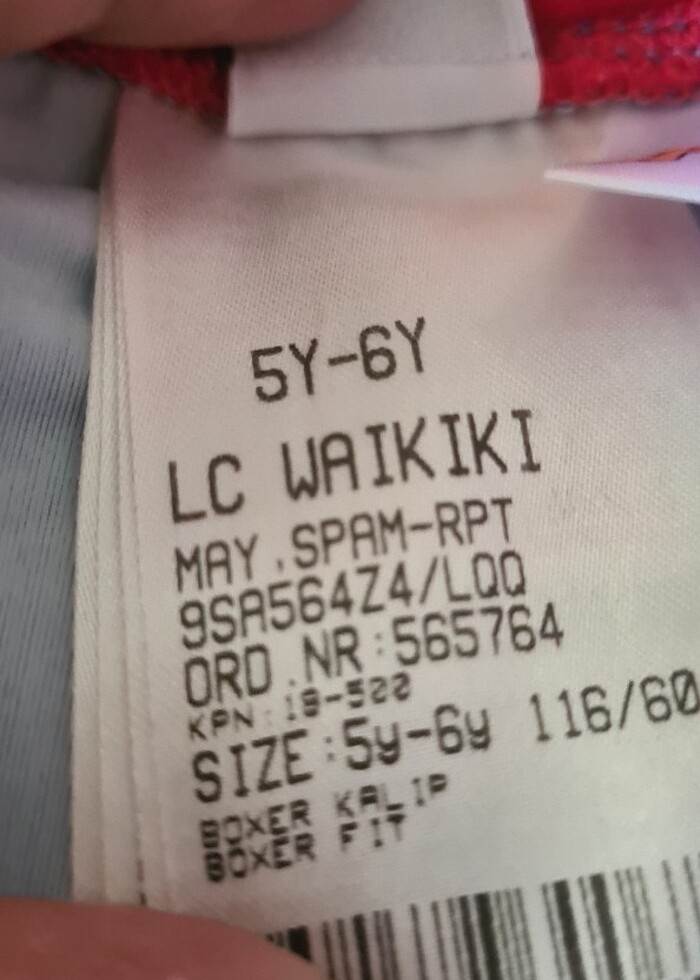 5Y-6Y
LC WAIKIKI
MAY.SPAM-RPT
9SA564Z4/LQQ
ORD.NR:565764
KPN:18-522
SIZE:5y-6y 116/60
BOXER KALIP
BOXER FIT